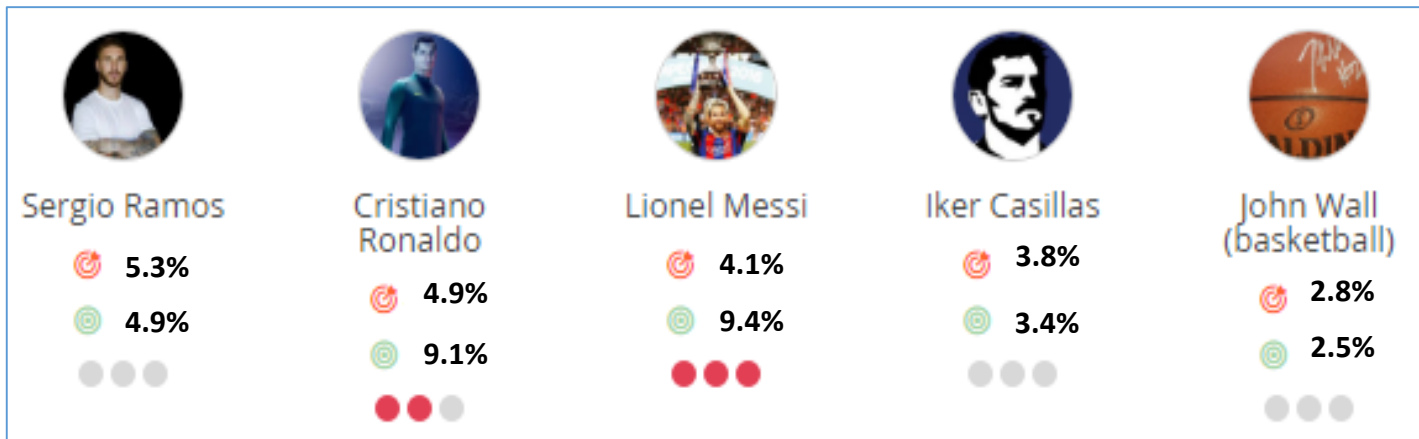 Sergio Ramos
5.3%
4.9%
Cristiano
Ronaldo
4.9%
9.1%
Lionel Messi
4.1%
9.4%
Iker Casillas
3.8%
3.4%
John Wall
(basketball)
2.8%
2.5%